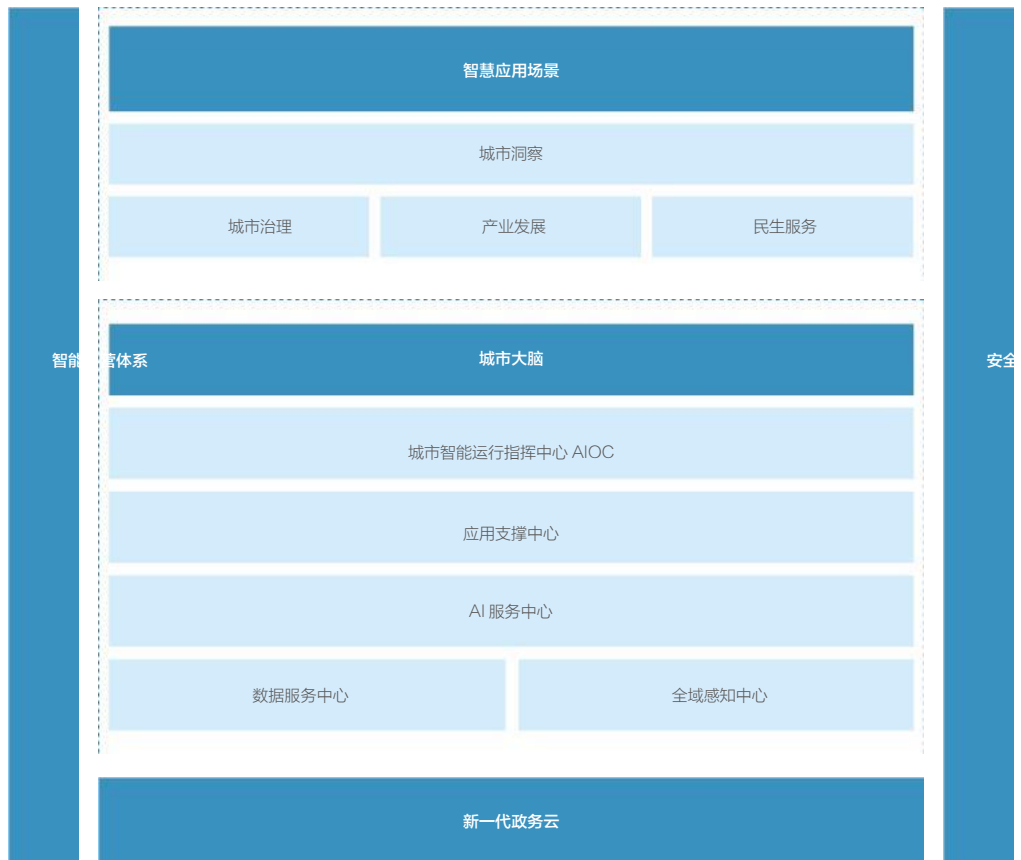 智慧应用场景
城市洞察
城市治理
产业发展
民生服务
智能
营体系
城市大脑
安全
城市智能运行指挥中心 AIOC
应用支撑中心
AI 服务中心
数据服务中心
全域感知中心
新一代政务云